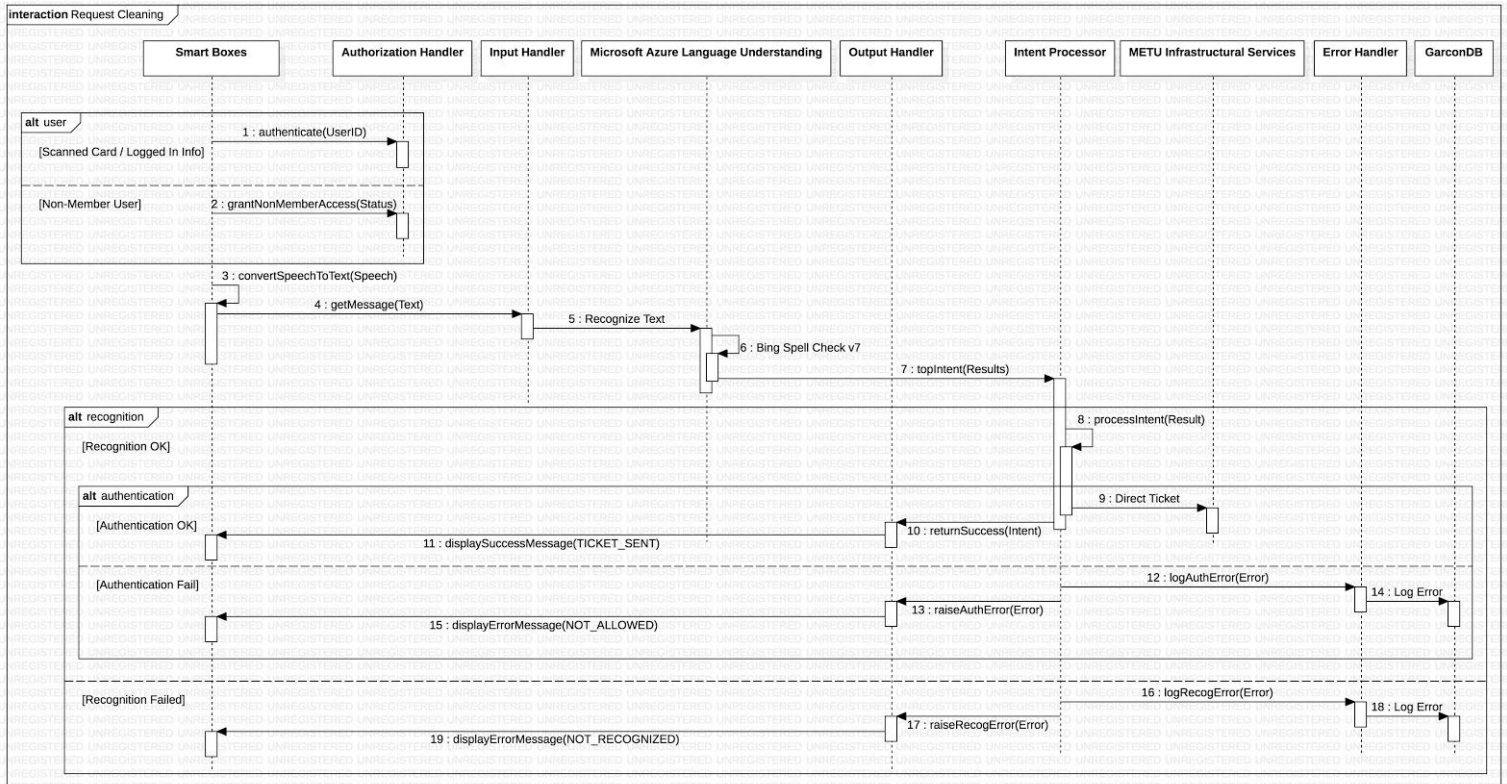 interaction Request Cleaning
Smart Boxes
Authorization Handler
Input Handler
Microsoft Azure Language Understanding
Output Handler
Intent Processor
METU Infrastructural Services
Error Handler
GarconDB
alt user
1 : authenticate(UserID)
[Scanned Card / Logged In Info]
[Non-Member User]
2 : grantNonMemberAccess(Status)
3 : convertSpeechToText(Speech)
4 : getMessage(Text)
5 : Recognize Text
6 : Bing Spell Check v7
7 : topIntent(Results)
alt recognition
8 : processIntent(Result)
[Recognition OK]
alt authentication
9 : Direct Ticket
[Authentication OK]
10 : returnSuccess(Intent)
11 : displaySuccessMessage(TICKET_SENT)
[Authentication Fail]
12 : logAuthError(Error)
14 : Log Error
13 : raiseAuthError(Error)
15 : displayErrorMessage(NOT_ALLOWED)
[Recognition Failed]
16 : logRecogError(Error)
18 : Log Error
17 : raiseRecogError(Error)
19 : displayErrorMessage(NOT_RECOGNIZED)